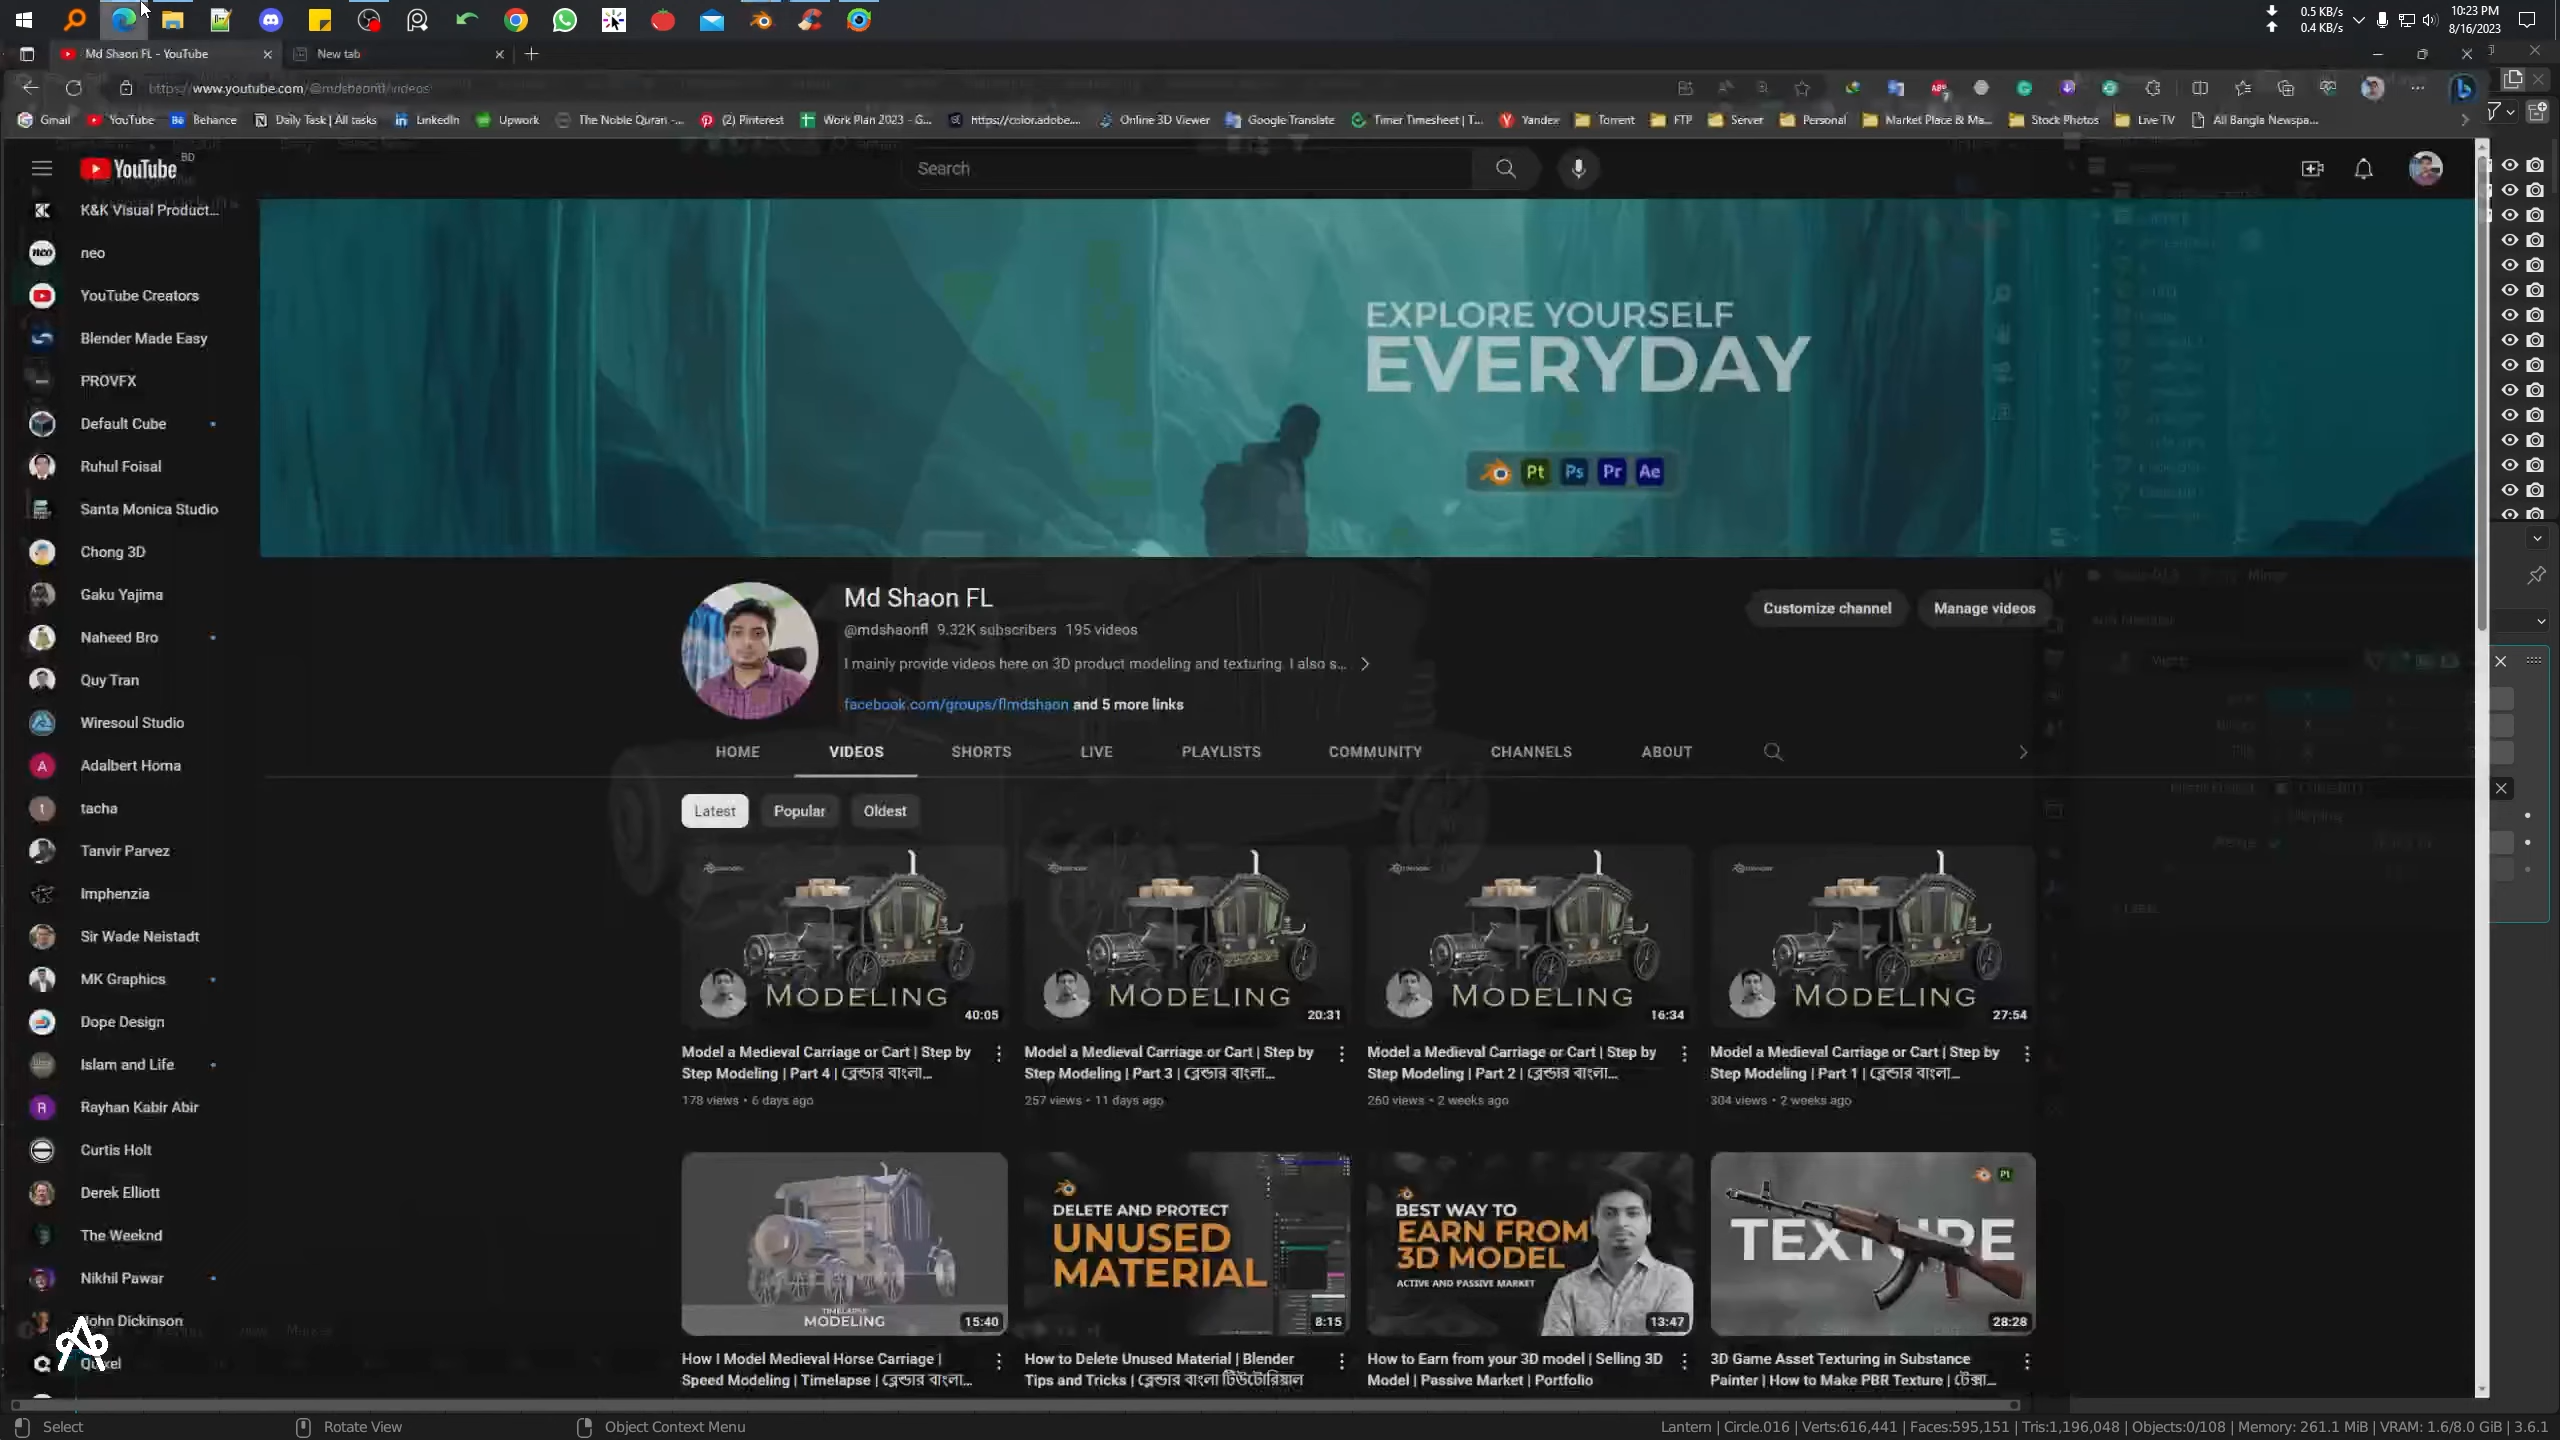 0.5 KB/s
0.4 KB/s
10:23 PM
8/16/2023
Md Shaon FL - YouTube
New tab
https://www.youtube.com/@mdshaonfl/videos
Gmail
YouTube
Behance
Daily Task | All tasks
LinkedIn
Upwork
The Noble Quran -...
(2) Pinterest
Work Plan 2023 - G...
https://color.adobe....
Online 3D Viewer
Google Translate
Timer Timesheet | T...
Yandex
Torrent
FTP
Server
Personal
Market Place & Ma...
Stock Photos
Live TV
All Bangla Newspa...
YouTube BD
Search
K&K Visual Product...
neo
YouTube Creators
Blender Made Easy
PROVFX
Default Cube
Ruhul Foisal
Santa Monica Studio
Chong 3D
Gaku Yajima
Naheed Bro
Quy Tran
Wiresoul Studio
Adalbert Homa
tacha
Tanvir Parvez
Imphenzia
Sir Wade Neistadt
MK Graphics
Dope Design
Islam and Life
Rayhan Kabir Abir
Curtis Holt
Derek Elliott
The Weeknd
Nikhil Pawar
John Dickinson
Quixel
EXPLORE YOURSELF
EVERYDAY
Pt Ps Pr Ae
Md Shaon FL
@mdshaonfl 9.32K subscribers 195 videos
I mainly provide videos here on 3D product modeling and texturing. I also s...
facebook.com/groups/flmdshaon and 5 more links
Customize channel
Manage videos
HOME
VIDEOS
SHORTS
LIVE
PLAYLISTS
COMMUNITY
CHANNELS
ABOUT
Latest
Popular
Oldest
MODELING
40:05
Model a Medieval Carriage or Cart | Step by
Step Modeling | Part 4 | ব্লেন্ডার বাংলা...
178 views • 6 days ago
MODELING
20:31
Model a Medieval Carriage or Cart | Step by
Step Modeling | Part 3 | ব্লেন্ডার বাংলা...
257 views • 11 days ago
MODELING
16:34
Model a Medieval Carriage or Cart | Step by
Step Modeling | Part 2 | ব্লেন্ডার বাংলা...
260 views • 2 weeks ago
MODELING
27:54
Model a Medieval Carriage or Cart | Step by
Step Modeling | Part 1 | ব্লেন্ডার বাংলা...
304 views • 2 weeks ago
TIMELAPSE
MODELING
15:40
How I Model Medieval Horse Carriage |
Speed Modeling | Timelapse | ব্লেন্ডার বাংলা...
DELETE AND PROTECT
UNUSED
MATERIAL
8:15
How to Delete Unused Material | Blender
Tips and Tricks | ব্লেন্ডার বাংলা টিউটোরিয়াল
BEST WAY TO
EARN FROM
3D MODEL
ACTIVE AND PASSIVE MARKET
13:47
How to Earn from your 3D model | Selling 3D
Model | Passive Market | Portfolio
Pt
TEXTURE
28:28
3D Game Asset Texturing in Substance
Painter | How to Make PBR Texture | টেক্সা...
Select
Rotate View
Object Context Menu
Lantern | Circle.016 | Verts:616,441 | Faces:595,151 | Tris:1,196,048 | Objects:0/108 | Memory: 261.1 MiB | VRAM: 1.6/8.0 GiB | 3.6.1